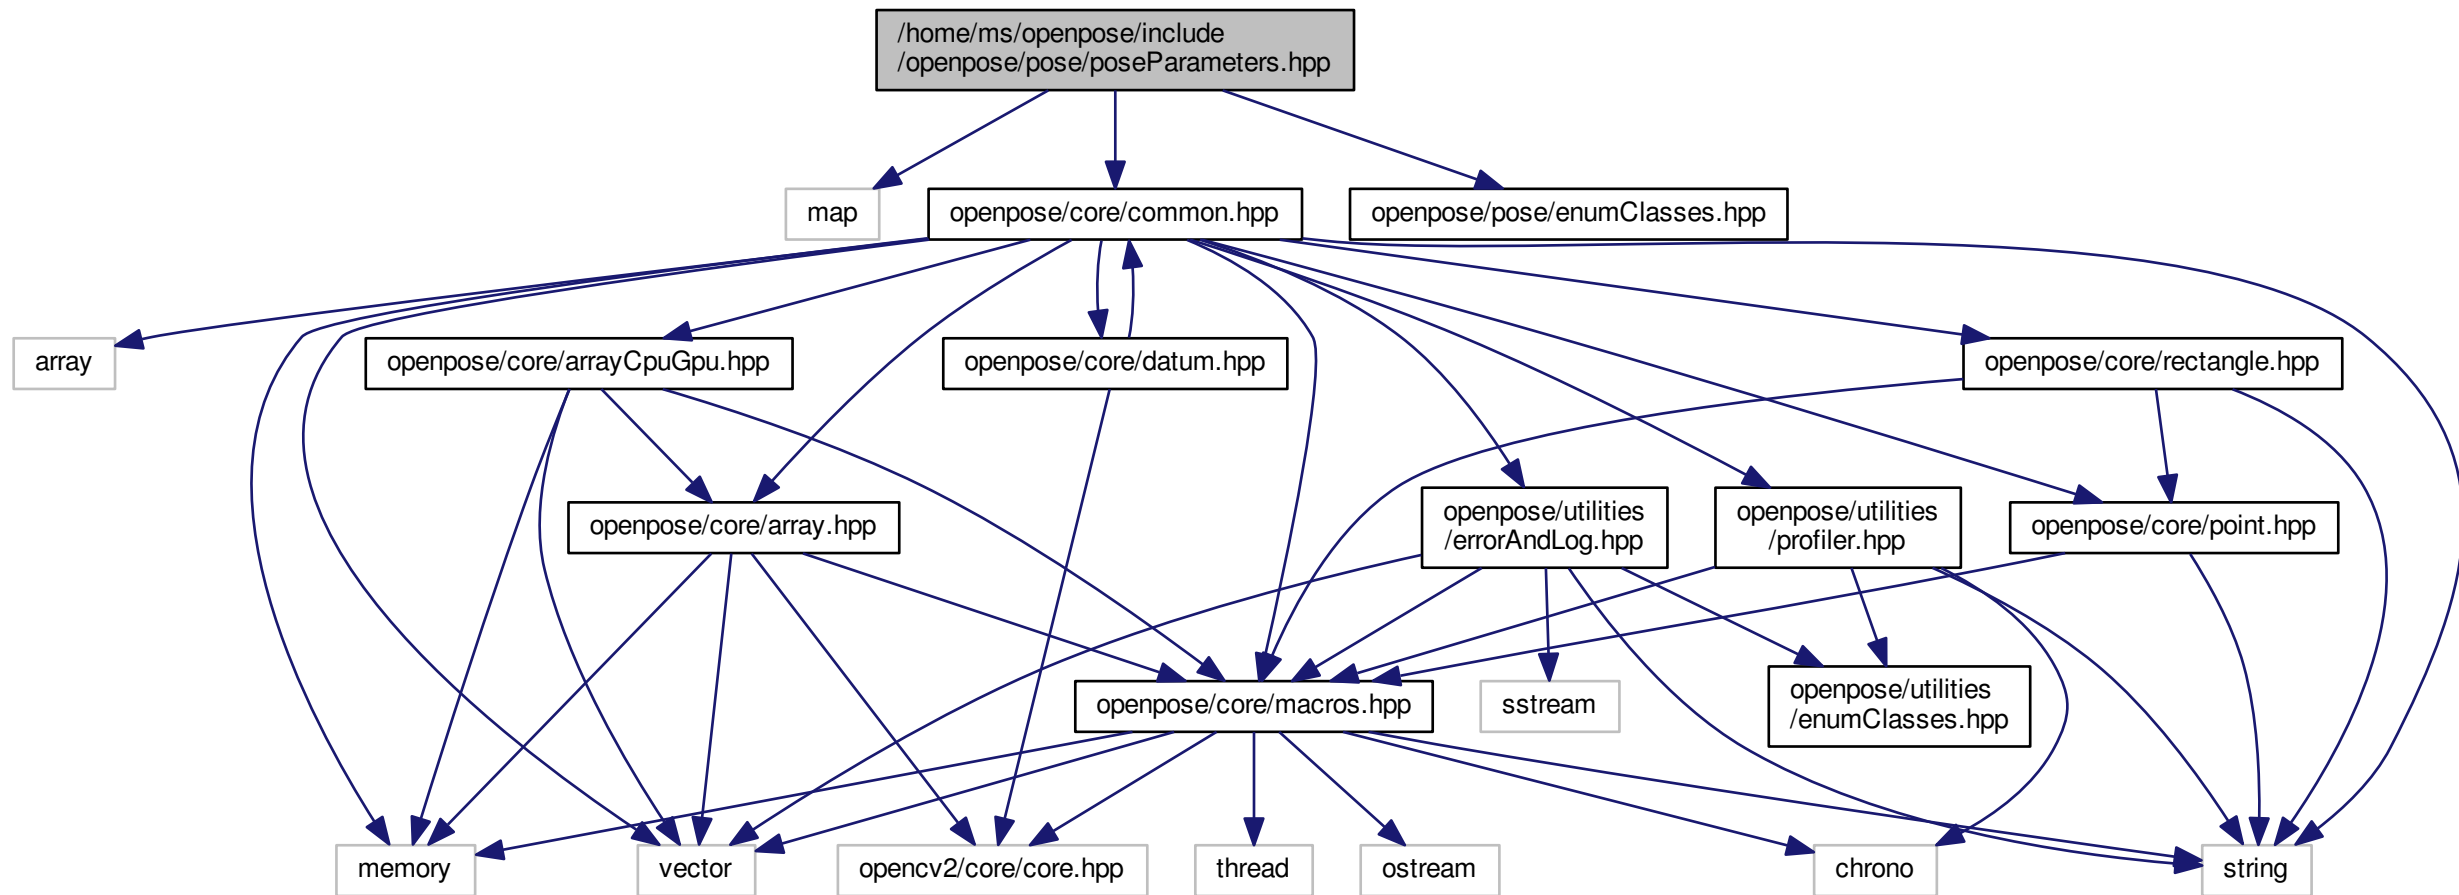 /home/ms/openpose/include
/openpose/pose/poseParameters.hpp
map
openpose/core/common.hpp
openpose/pose/enumClasses.hpp
array
openpose/core/arrayCpuGpu.hpp
openpose/core/datum.hpp
openpose/core/rectangle.hpp
openpose/core/array.hpp
openpose/utilities
/errorAndLog.hpp
openpose/utilities
/profiler.hpp
openpose/core/point.hpp
openpose/core/macros.hpp
sstream
openpose/utilities
/enumClasses.hpp
memory
vector
opencv2/core/core.hpp
thread
ostream
chrono
string